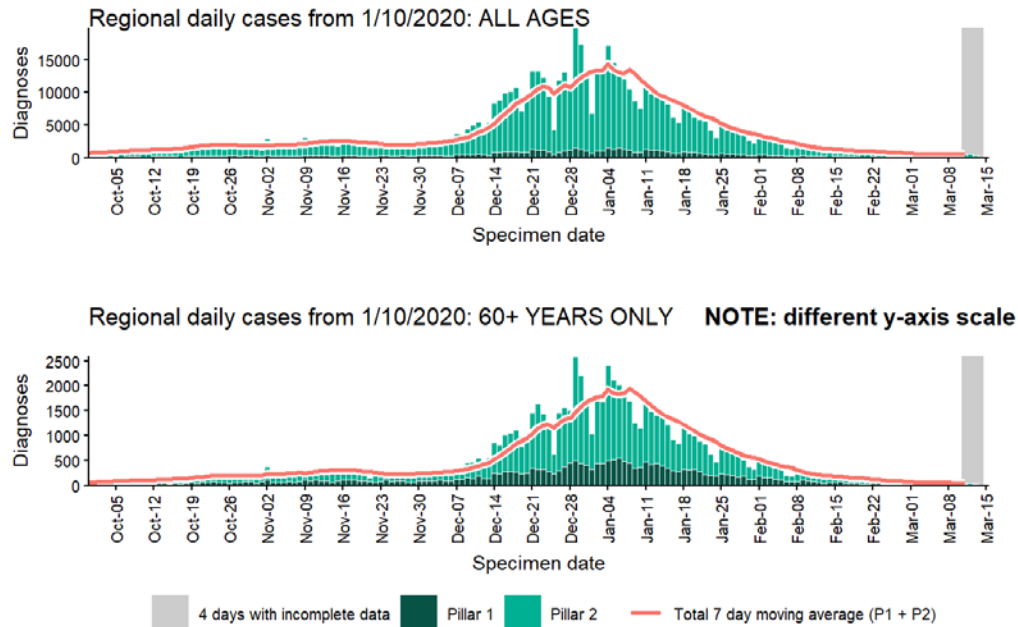 Regional daily cases from 1/10/2020: ALL AGES
Diagnoses
15000
10000
5000
0
Oct-05 Oct-12 Oct-19 Oct-26 Nov-02 Nov-09 Nov-16 Nov-23 Nov-30 Dec-07 Dec-14 Dec-21 Dec-28 Jan-04 Jan-11 Jan-18 Jan-25 Feb-01 Feb-08 Feb-15 Feb-22 Mar-01 Mar-08 Mar-15
Specimen date
Regional daily cases from 1/10/2020: 60+ YEARS ONLY NOTE: different y-axis scale
Diagnoses
2500
2000
1500
1000
500
0
Oct-05 Oct-12 Oct-19 Oct-26 Nov-02 Nov-09 Nov-16 Nov-23 Nov-30 Dec-07 Dec-14 Dec-21 Dec-28 Jan-04 Jan-11 Jan-18 Jan-25 Feb-01 Feb-08 Feb-15 Feb-22 Mar-01 Mar-08 Mar-15
Specimen date
4 days with incomplete data Pillar 1 Pillar 2 Total 7 day moving average (P1 + P2)